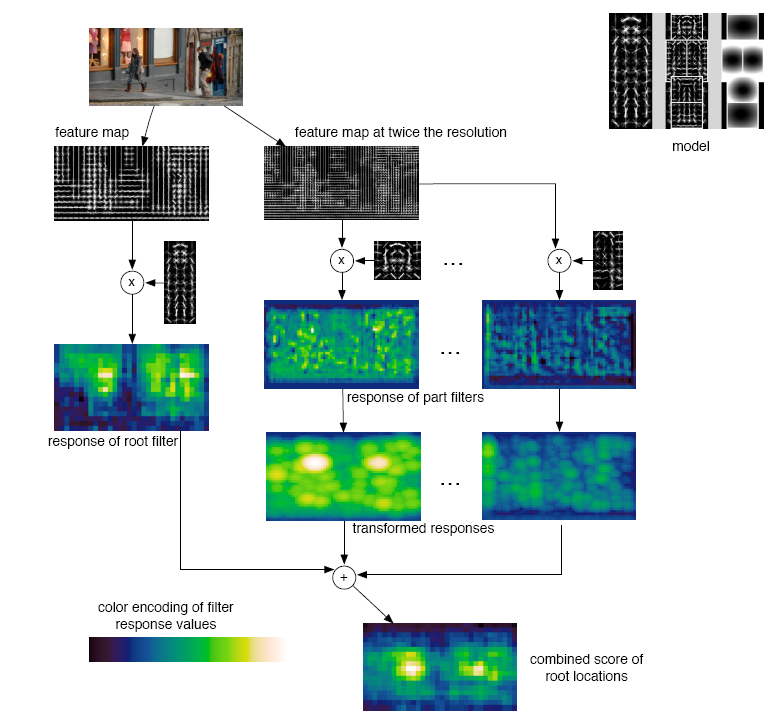 feature map
feature map at twice the resolution
model
x
x
...
x
...
response of part filters
response of root filter
...
transformed responses
+
color encoding of filter
response values
combined score of
root locations